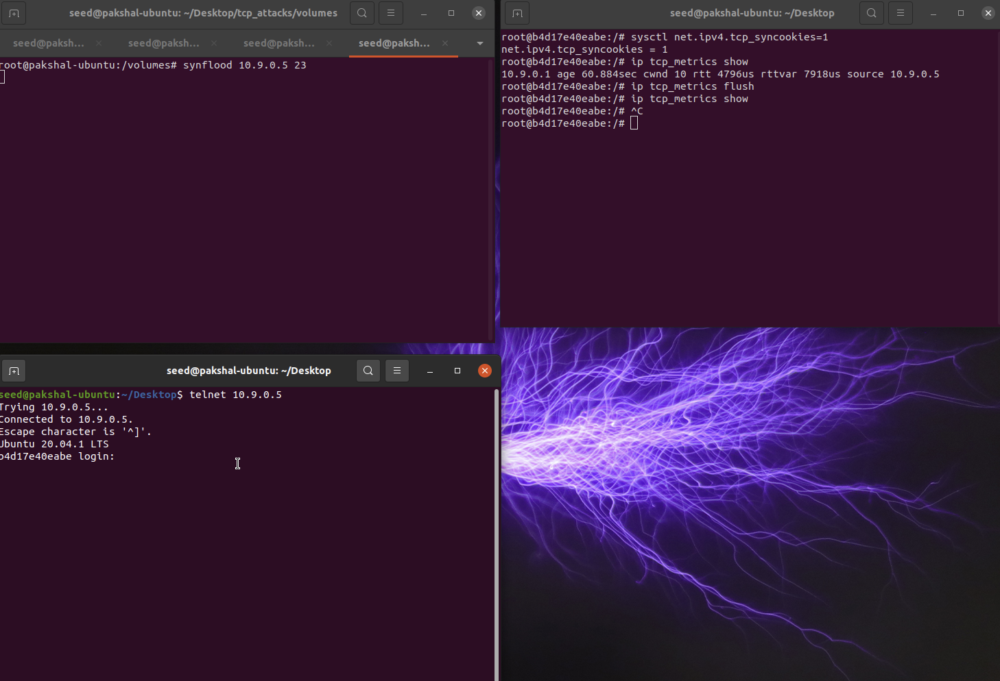 seed@pakshal-ubuntu: ~/Desktop/tcp_attacks/volumes
seed@paksh...
seed@paksh...
seed@paksh...
seed@paksh...
root@pakshal-ubuntu:/volumes# synflood 10.9.0.5 23
seed@pakshal-ubuntu: ~/Desktop
root@b4d17e40eabe:/# sysctl net.ipv4.tcp_syncookies=1
net.ipv4.tcp_syncookies = 1
root@b4d17e40eabe:/# ip tcp_metrics show
10.9.0.1 age 60.884sec cwnd 10 rtt 4796us rttvar 7918us source 10.9.0.5
root@b4d17e40eabe:/# ip tcp_metrics flush
root@b4d17e40eabe:/# ip tcp_metrics show
root@b4d17e40eabe:/# ^C
root@b4d17e40eabe:/#
seed@pakshal-ubuntu: ~/Desktop
seed@pakshal-ubuntu:~/Desktop$ telnet 10.9.0.5
Trying 10.9.0.5...
Connected to 10.9.0.5.
Escape character is '^]'.
Ubuntu 20.04.1 LTS
b4d17e40eabe login: